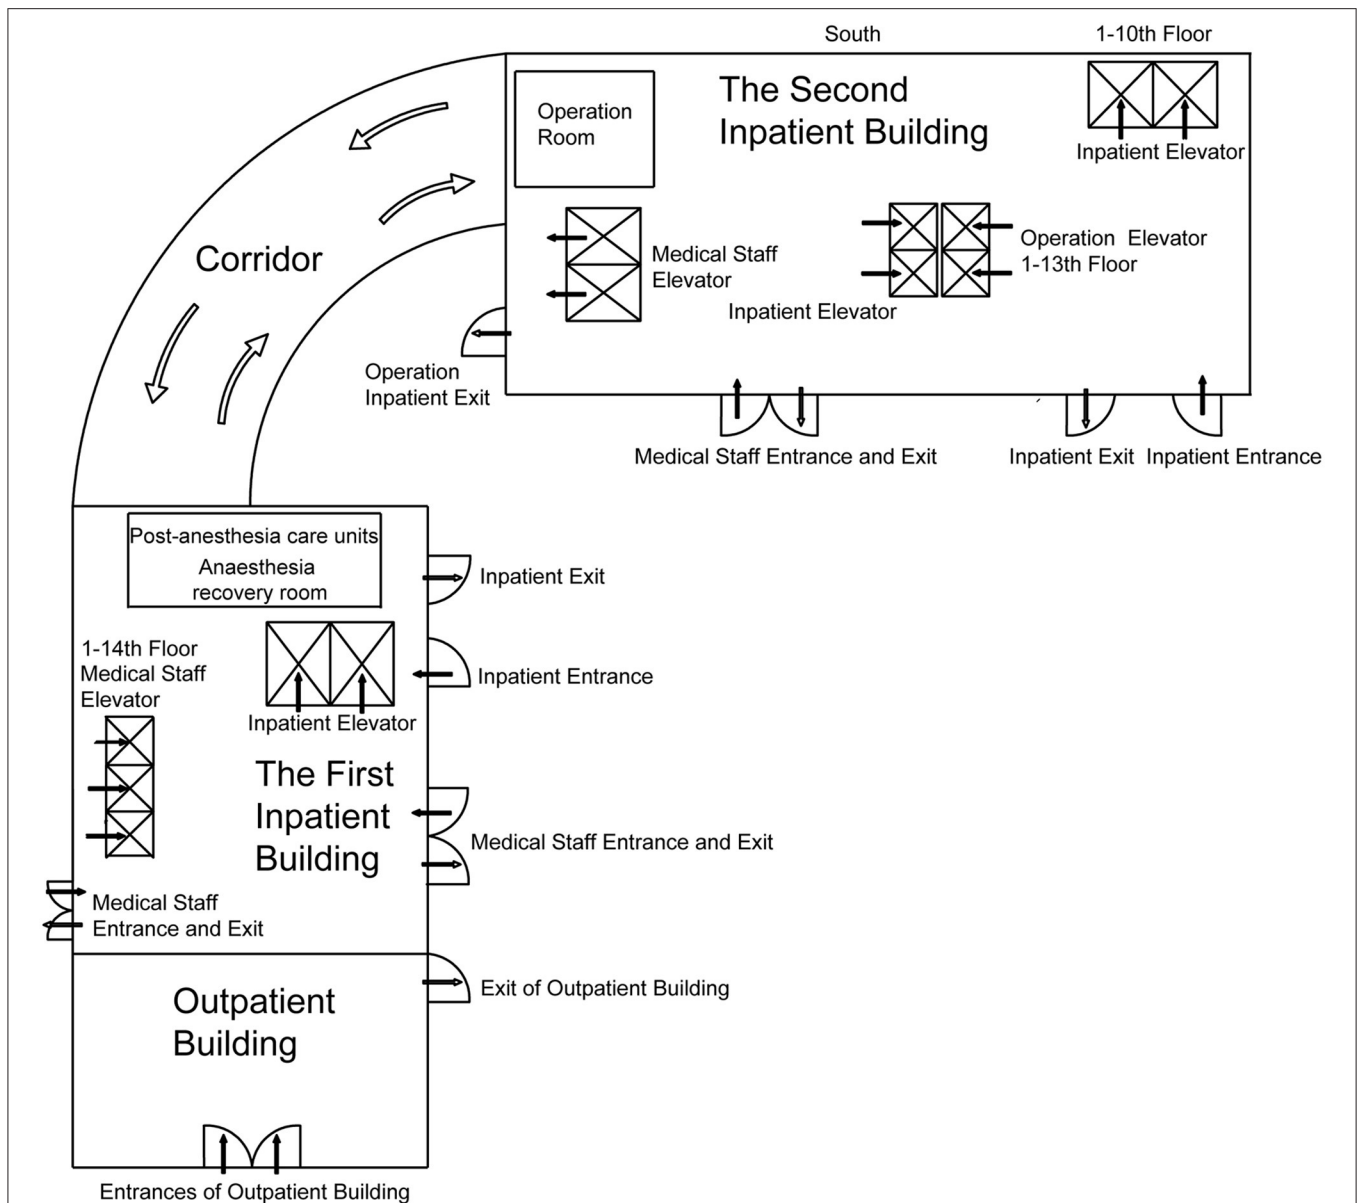 South
1-10th Floor
The Second
Inpatient Building
Operation
Room
Inpatient Elevator
Medical Staff
Elevator
Operation Elevator
1-13th Floor
Inpatient Elevator
Corridor
Operation
Inpatient Exit
Medical Staff Entrance and Exit
Inpatient Exit
Inpatient Entrance
Post-anesthesia care units
Anaesthesia
recovery room
Inpatient Exit
1-14th Floor
Medical Staff
Elevator
Inpatient Entrance
Inpatient Elevator
The First
Inpatient
Building
Medical Staff Entrance and Exit
Medical Staff
Entrance and Exit
Outpatient
Building
Exit of Outpatient Building
Entrances of Outpatient Building